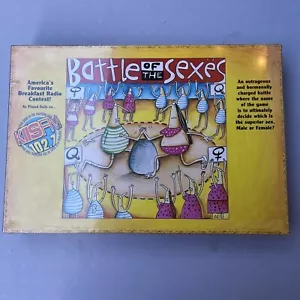 Battle OF THE Sexes
America's
Favourite
Breakfast Radio
Contest!
As Played Daily on...
KIIS FM
102.7
An outrageous
and hormonally
charged battle
where the name
of the game
is to ultimately
decide which is
the superior sex,
Male or Female?